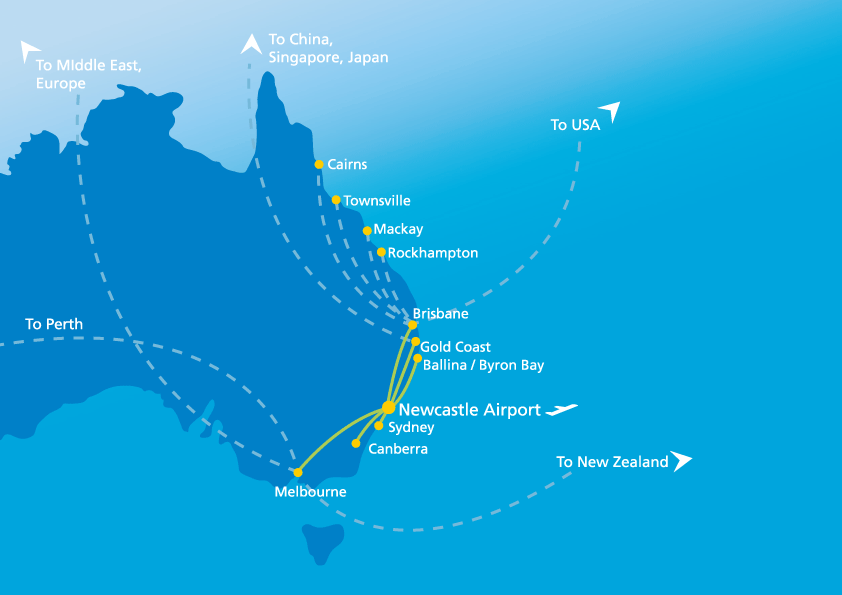 To China,
Singapore, Japan
To MIddle East,
Europe
To USA
Cairns
Townsville
Mackay
Rockhampton
Brisbane
To Perth
Gold Coast
Ballina / Byron Bay
Newcastle Airport
Sydney
Canberra
To New Zealand
Melbourne